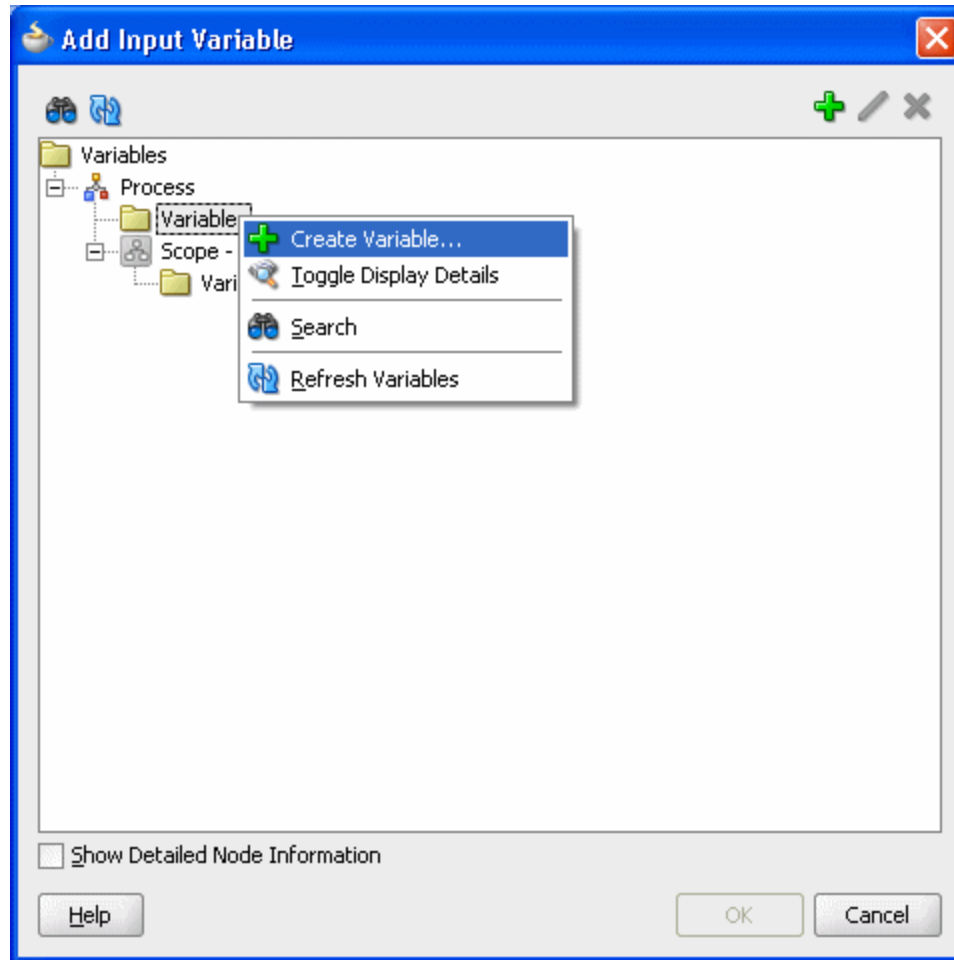 Add Input Variable
Variables
Process
Variable
Create Variable...
Scope -
Toggle Display Details
Vari
Search
Refresh Variables
Show Detailed Node Information
Help
OK
Cancel